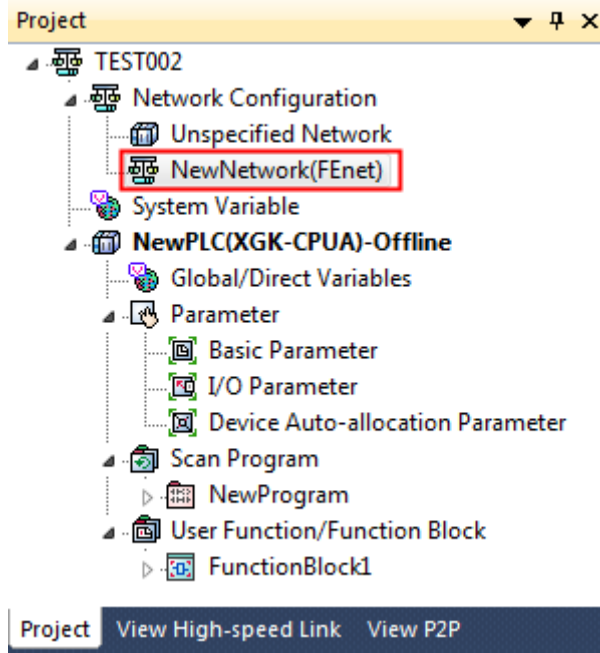 Project
TEST002
Network Configuration
Unspecified Network
NewNetwork(FEnet)
System Variable
NewPLC(XGK-CPUA)-Offline
Global/Direct Variables
Parameter
Basic Parameter
I/O Parameter
Device Auto-allocation Parameter
Scan Program
NewProgram
User Function/Function Block
FunctionBlock1
Project View High-speed Link View P2P